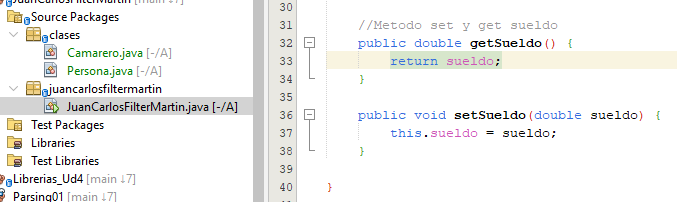 JuanCarlosFilterMartin
Source Packages
clases
Camarero.java [-/A]
Persona.java [-/A]
juancarlosfiltermartin
JuanCarlosFilterMartin.java [-/A]
Test Packages
Libraries
Test Libraries
Librerias_Ud4 [main ↓7]
Parsing01 [main ↓7]
30
31 //Metodo set y get sueldo
32 public double getSueldo() {
33 return sueldo;
34 }
35
36 public void setSueldo(double sueldo) {
37 this.sueldo = sueldo;
38 }
39
40 }